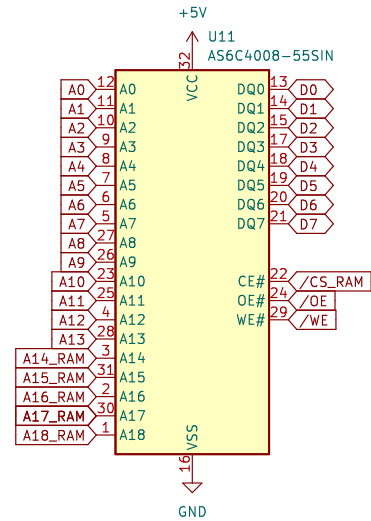 +5V
U11
AS6C4008-55SIN
32
VCC
A0 12 A0 DQ0 13 D0
A1 11 A1 DQ1 14 D1
A2 10 A2 DQ2 15 D2
A3 9 A3 DQ3 17 D3
A4 8 A4 DQ4 18 D4
A5 7 A5 DQ5 19 D5
A6 6 A6 DQ6 20 D6
A7 5 A7 DQ7 21 D7
A8 27 A8
A9 26 A9
A10 23 A10 CE# 22 /CS_RAM
A11 25 A11 OE# 24 /OE
A12 4 A12 WE# 29 /WE
A13 28 A13
A14_RAM 3 A14
A15_RAM 31 A15
A16_RAM 2 A16
A17_RAM 30 A17
A18_RAM 1 A18
VSS
16
GND